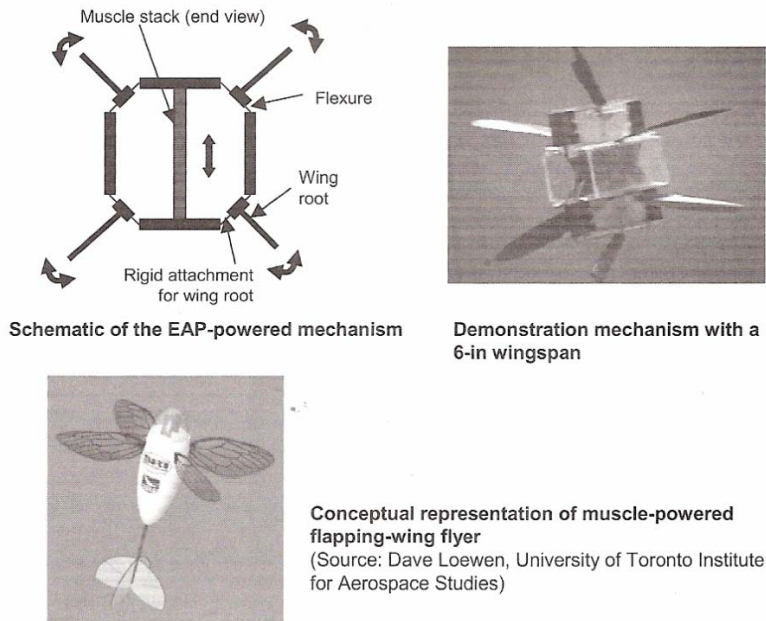 Muscle stack (end view)
Flexure
Wing
root
Rigid attachment
for wing root
Schematic of the EAP-powered mechanism
Demonstration mechanism with a
6-in wingspan
Conceptual representation of muscle-powered
flapping-wing flyer
(Source: Dave Loewen, University of Toronto Institute
for Aerospace Studies)